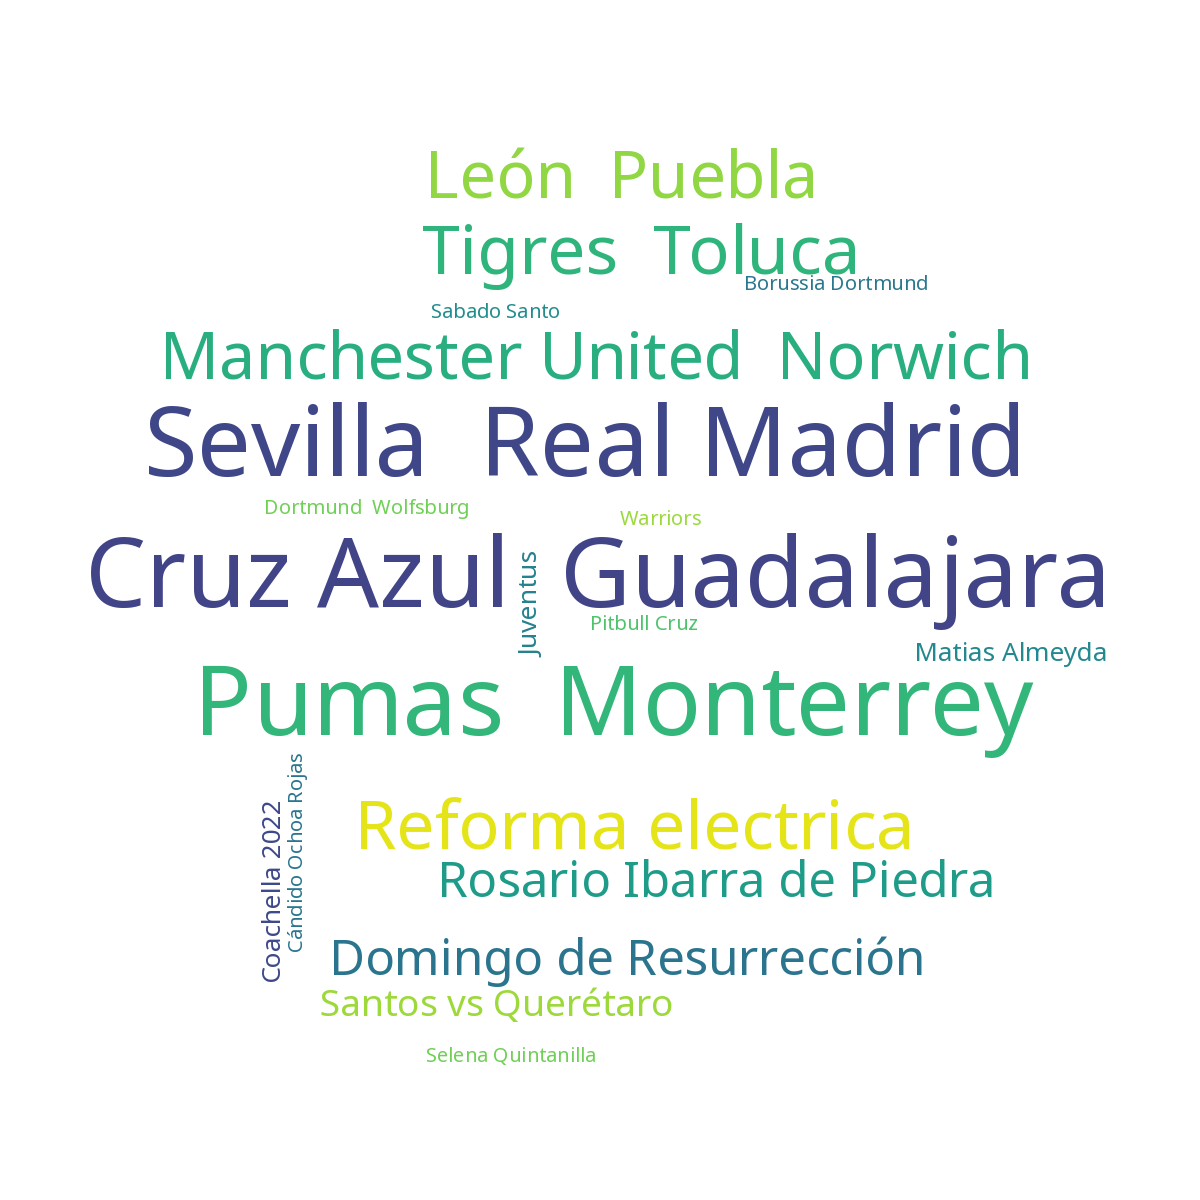 León  Puebla
Tigres  Toluca
Borussia Dortmund
Sabado Santo
Manchester United  Norwich
Sevilla  Real Madrid
Dortmund  Wolfsburg
Warriors
Cruz Azul  Guadalajara
Juventus
Pitbull Cruz
Matias Almeyda
Pumas  Monterrey
Coachella 2022
Cándido Ochoa Rojas
Reforma electrica
Rosario Ibarra de Piedra
Domingo de Resurrección
Santos vs Querétaro
Selena Quintanilla